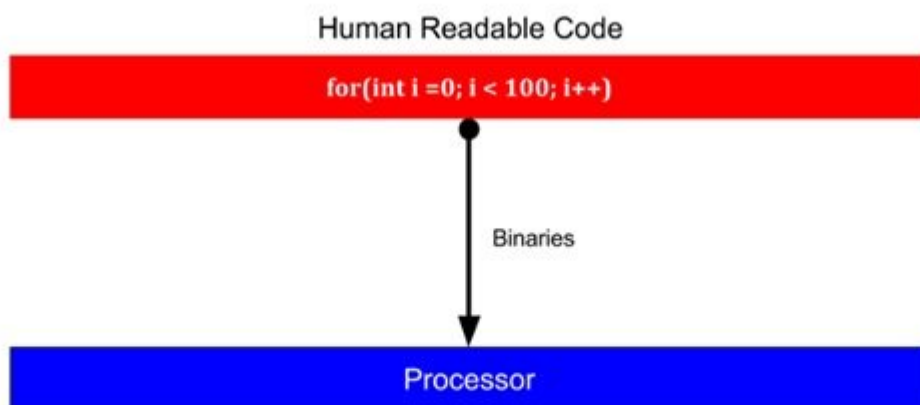 Human Readable Code
for(int i =0; i < 100; i++)
Binaries
Processor